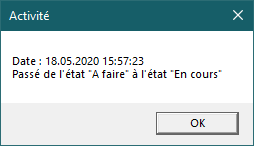 Activité
Date : 18.05.2020 15:57:23
Passé de l'état "A faire" à l'état "En cours"
OK